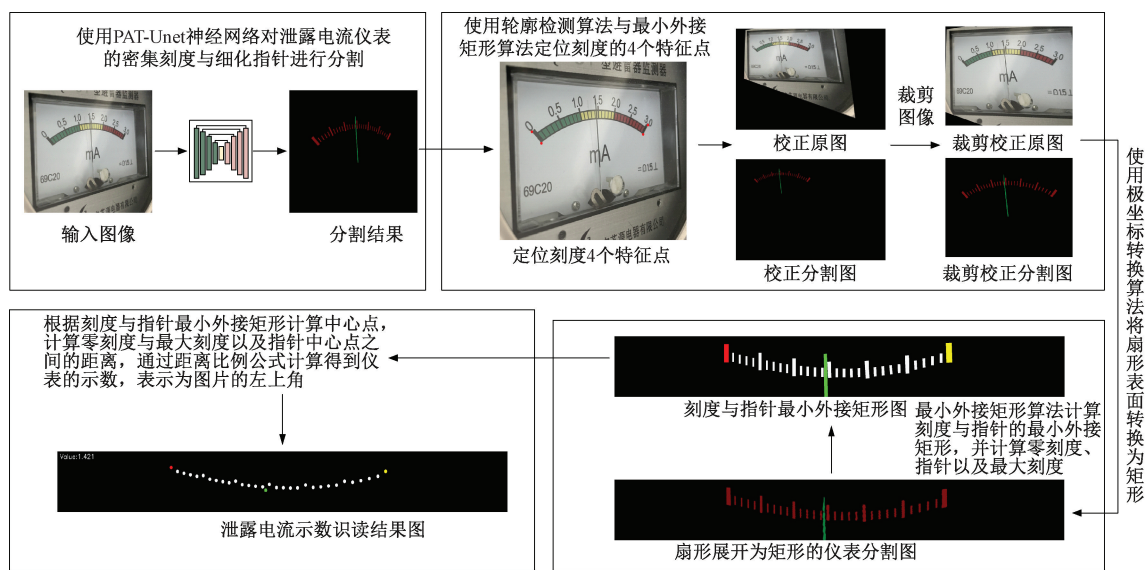 使用PAT-Unet神经网络对泄露电流仪表
的密集刻度与细化指针进行分割
输入图像
分割结果
使用轮廓检测算法与最小外接
矩形算法定位刻度的4个特征点
定位刻度4个特征点
0
0.5
1.0
1.5
2.0
2.5
3.0
mA
69C20
校正原图
校正分割图
裁剪
图像
裁剪校正原图
裁剪校正分割图
使用极坐标转换算法将扇形表面转换为矩形
根据刻度与指针最小外接矩形计算中心点，
计算零刻度与最大刻度以及指针中心点之
间的距离，通过距离比例公式计算得到仪
表的示数，表示为图片的左上角
Value:1.421
泄露电流示数识读结果图
刻度与指针最小外接矩形图
最小外接矩形算法计算
刻度与指针的最小外接
矩形，并计算零刻度、
指针以及最大刻度
扇形展开为矩形的仪表分割图